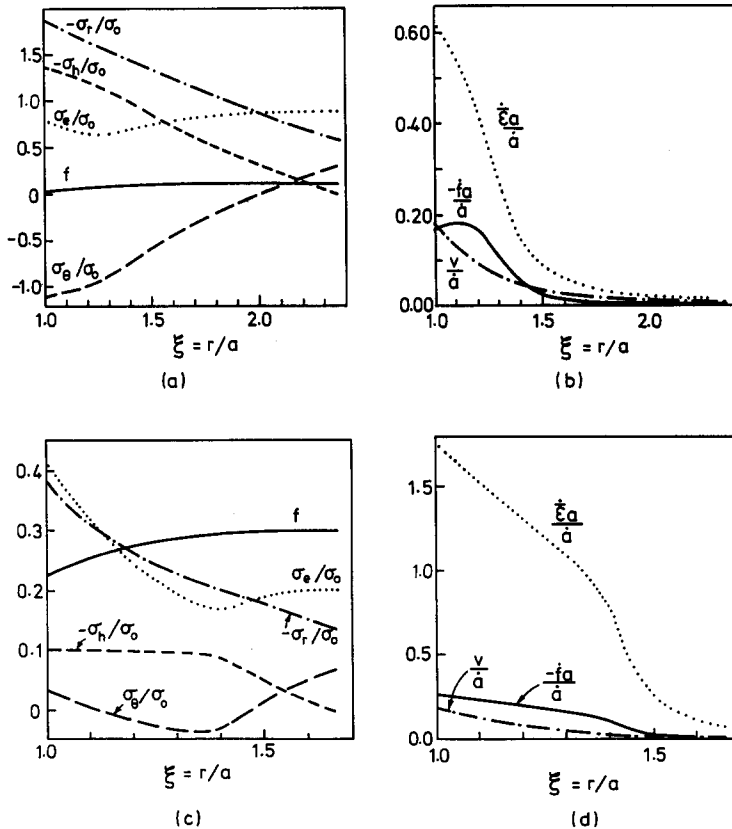 1.5
1.0
0.5
0
-0.5
-1.0
-σr/σo
-σh/σo
σe/σo
f
σθ/σo
1.0 1.5 2.0
ξ = r/a
(a)
0.60
0.40
0.20
0.00
ε̇a/ȧ
-ḟa/ȧ
v/ȧ
1.0 1.5 2.0
ξ = r/a
(b)
0.4
0.3
0.2
0.1
0
f
σe/σo
-σr/σo
-σh/σo
σθ/σo
1.0 1.5
ξ = r/a
(c)
1.5
1.0
0.5
0.0
ε̇a/ȧ
v/ȧ
-ḟa/ȧ
1.0 1.5
ξ = r/a
(d)